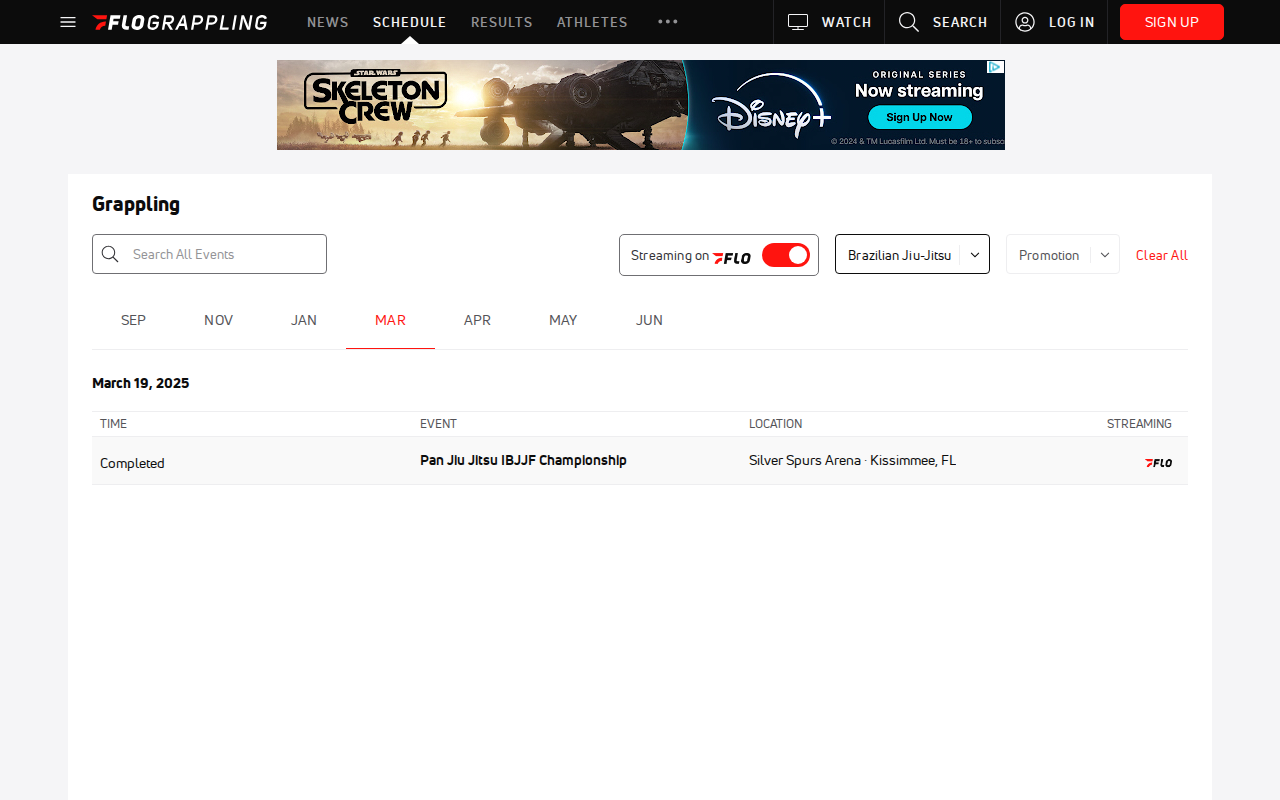 FLOGRAPPLING NEWS SCHEDULE RESULTS ATHLETES ••• WATCH SEARCH LOG IN SIGN UP
STAR WARS
SKELETON
CREW
Disney+
ORIGINAL SERIES
Now streaming
Sign Up Now
© 2024 & TM Lucasfilm Ltd. Must be 18+ to subsc
Grappling
Search All Events
Streaming on FLO
Brazilian Jiu-Jitsu
Promotion
Clear All
SEP NOV JAN MAR APR MAY JUN
March 19, 2025
TIME EVENT LOCATION STREAMING
Completed Pan Jiu Jitsu IBJJF Championship Silver Spurs Arena · Kissimmee, FL FLO